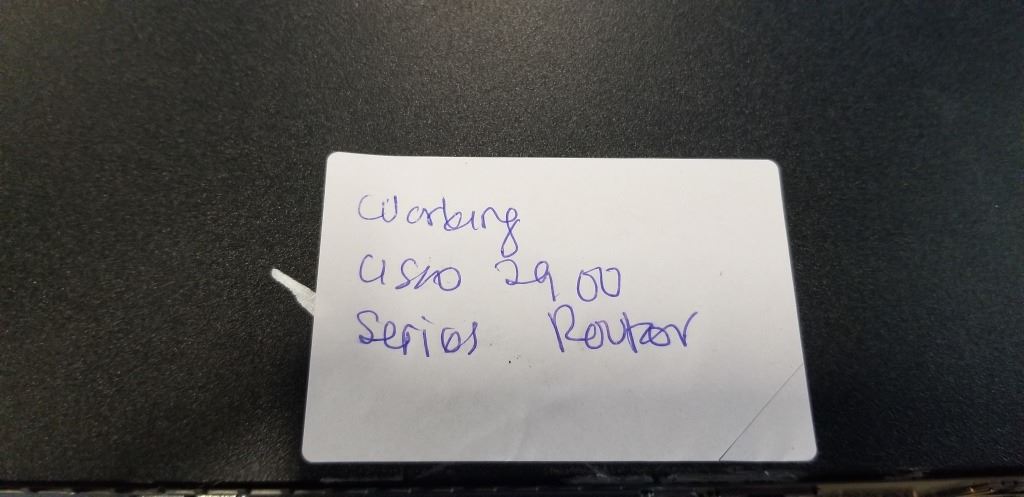 Working
Cisco 2900
Series Router